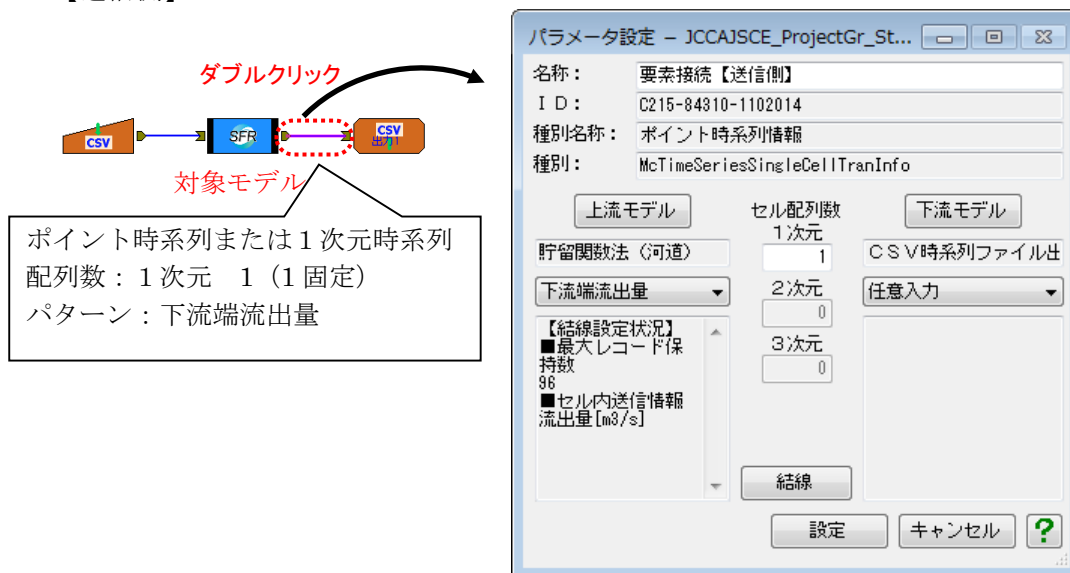 ダブルクリック
CSV
SFR
CSV
出力1
対象モデル
ポイント時系列または１次元時系列
配列数：１次元　１（１固定）
パターン：下流端流出量
パラメータ設定 － JCCAJSCE_ProjectGr_St...
名称：
要素接続【送信側】
ＩＤ：
C215-84310-1102014
種別名称：
ポイント時系列情報
種別：
McTimeSeriesSingleCellTranInfo
上流モデル
セル配列数
下流モデル
１次元
貯留関数法（河道）
1
ＣＳＶ時系列ファイル出
下流端流出量
２次元
任意入力
0
３次元
0
【結線設定状況】
■最大レコード保
持数
96
■セル内送信情報
流出量[m3/s]
結線
設定
キャンセル
?